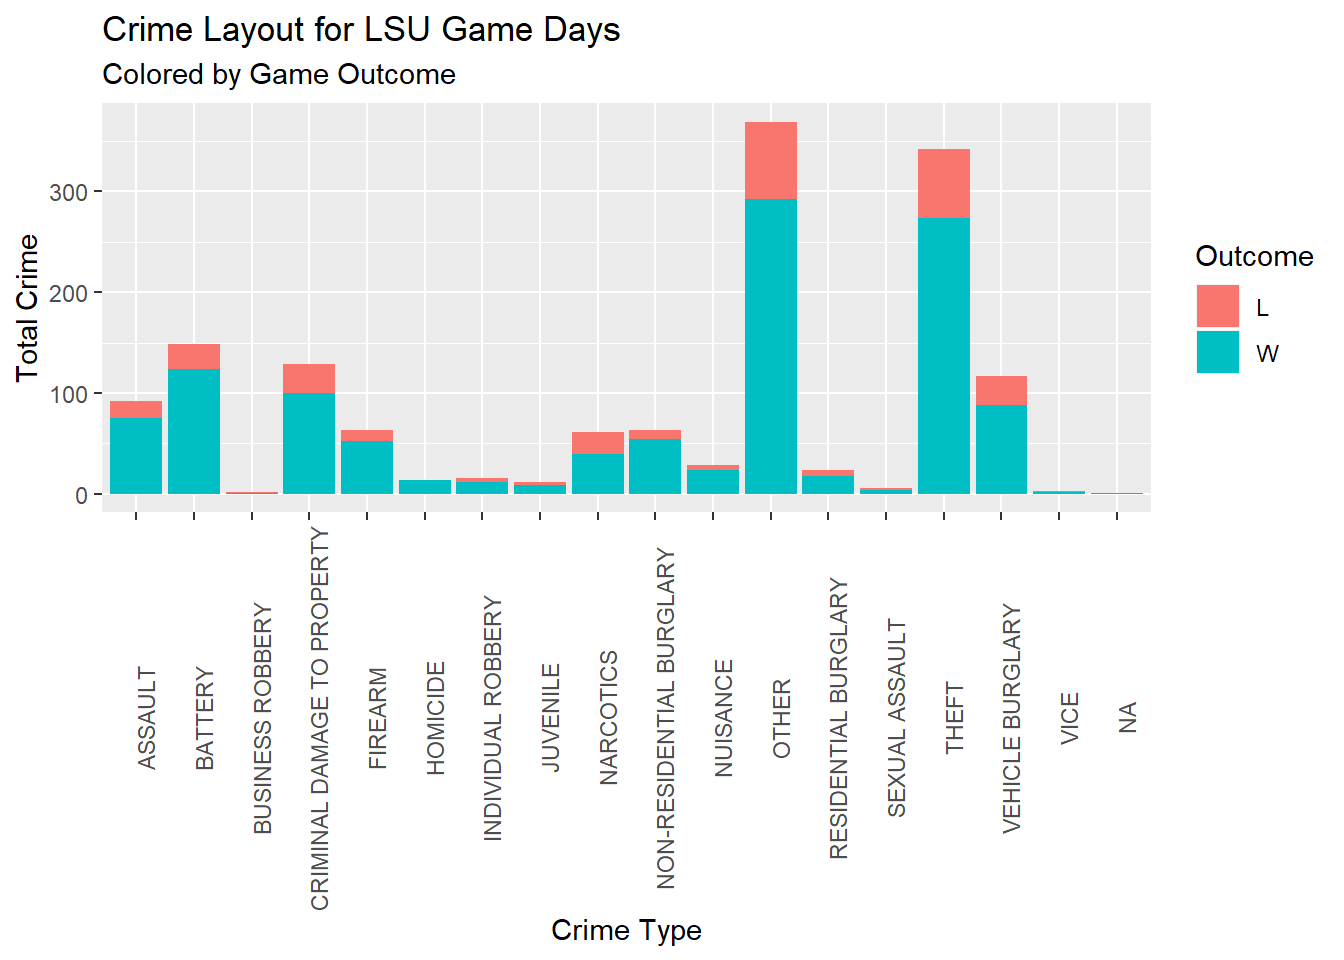 Crime Layout for LSU Game Days
Colored by Game Outcome
Total Crime
300
200
100
0
ASSAULT
BATTERY
BUSINESS ROBBERY
CRIMINAL DAMAGE TO PROPERTY
FIREARM
HOMICIDE
INDIVIDUAL ROBBERY
JUVENILE
NARCOTICS
NON-RESIDENTIAL BURGLARY
NUISANCE
OTHER
RESIDENTIAL BURGLARY
SEXUAL ASSAULT
THEFT
VEHICLE BURGLARY
VICE
NA
Crime Type
Outcome
L
W